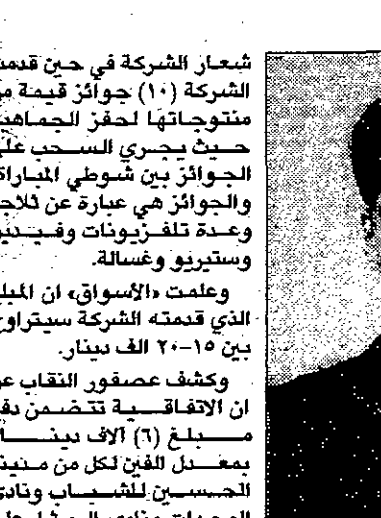 شعار الشركة في حين قدمت
الشركة (١٠) جوائز قيمة من
منتوجاتها لحفز الجماهير
حيث يجري السحب على
الجوائز بين شوطي المباراة
والجوائز هي عبارة عن ثلاجة
وعدة تلفزيونات وفيديو
وستيريو وغسالة.
وعلمت «الأسواق» ان المبلغ
الذي قدمته الشركة سيتراوح
بين ١٥-٢٠ الف دينار.
وكشف عصفور النقاب عن
ان الاتفاقية تتضمن دفع
مبلغ (٦) آلاف دينار
بمعدل الفين لكل من
الحسين للشباب ونادي